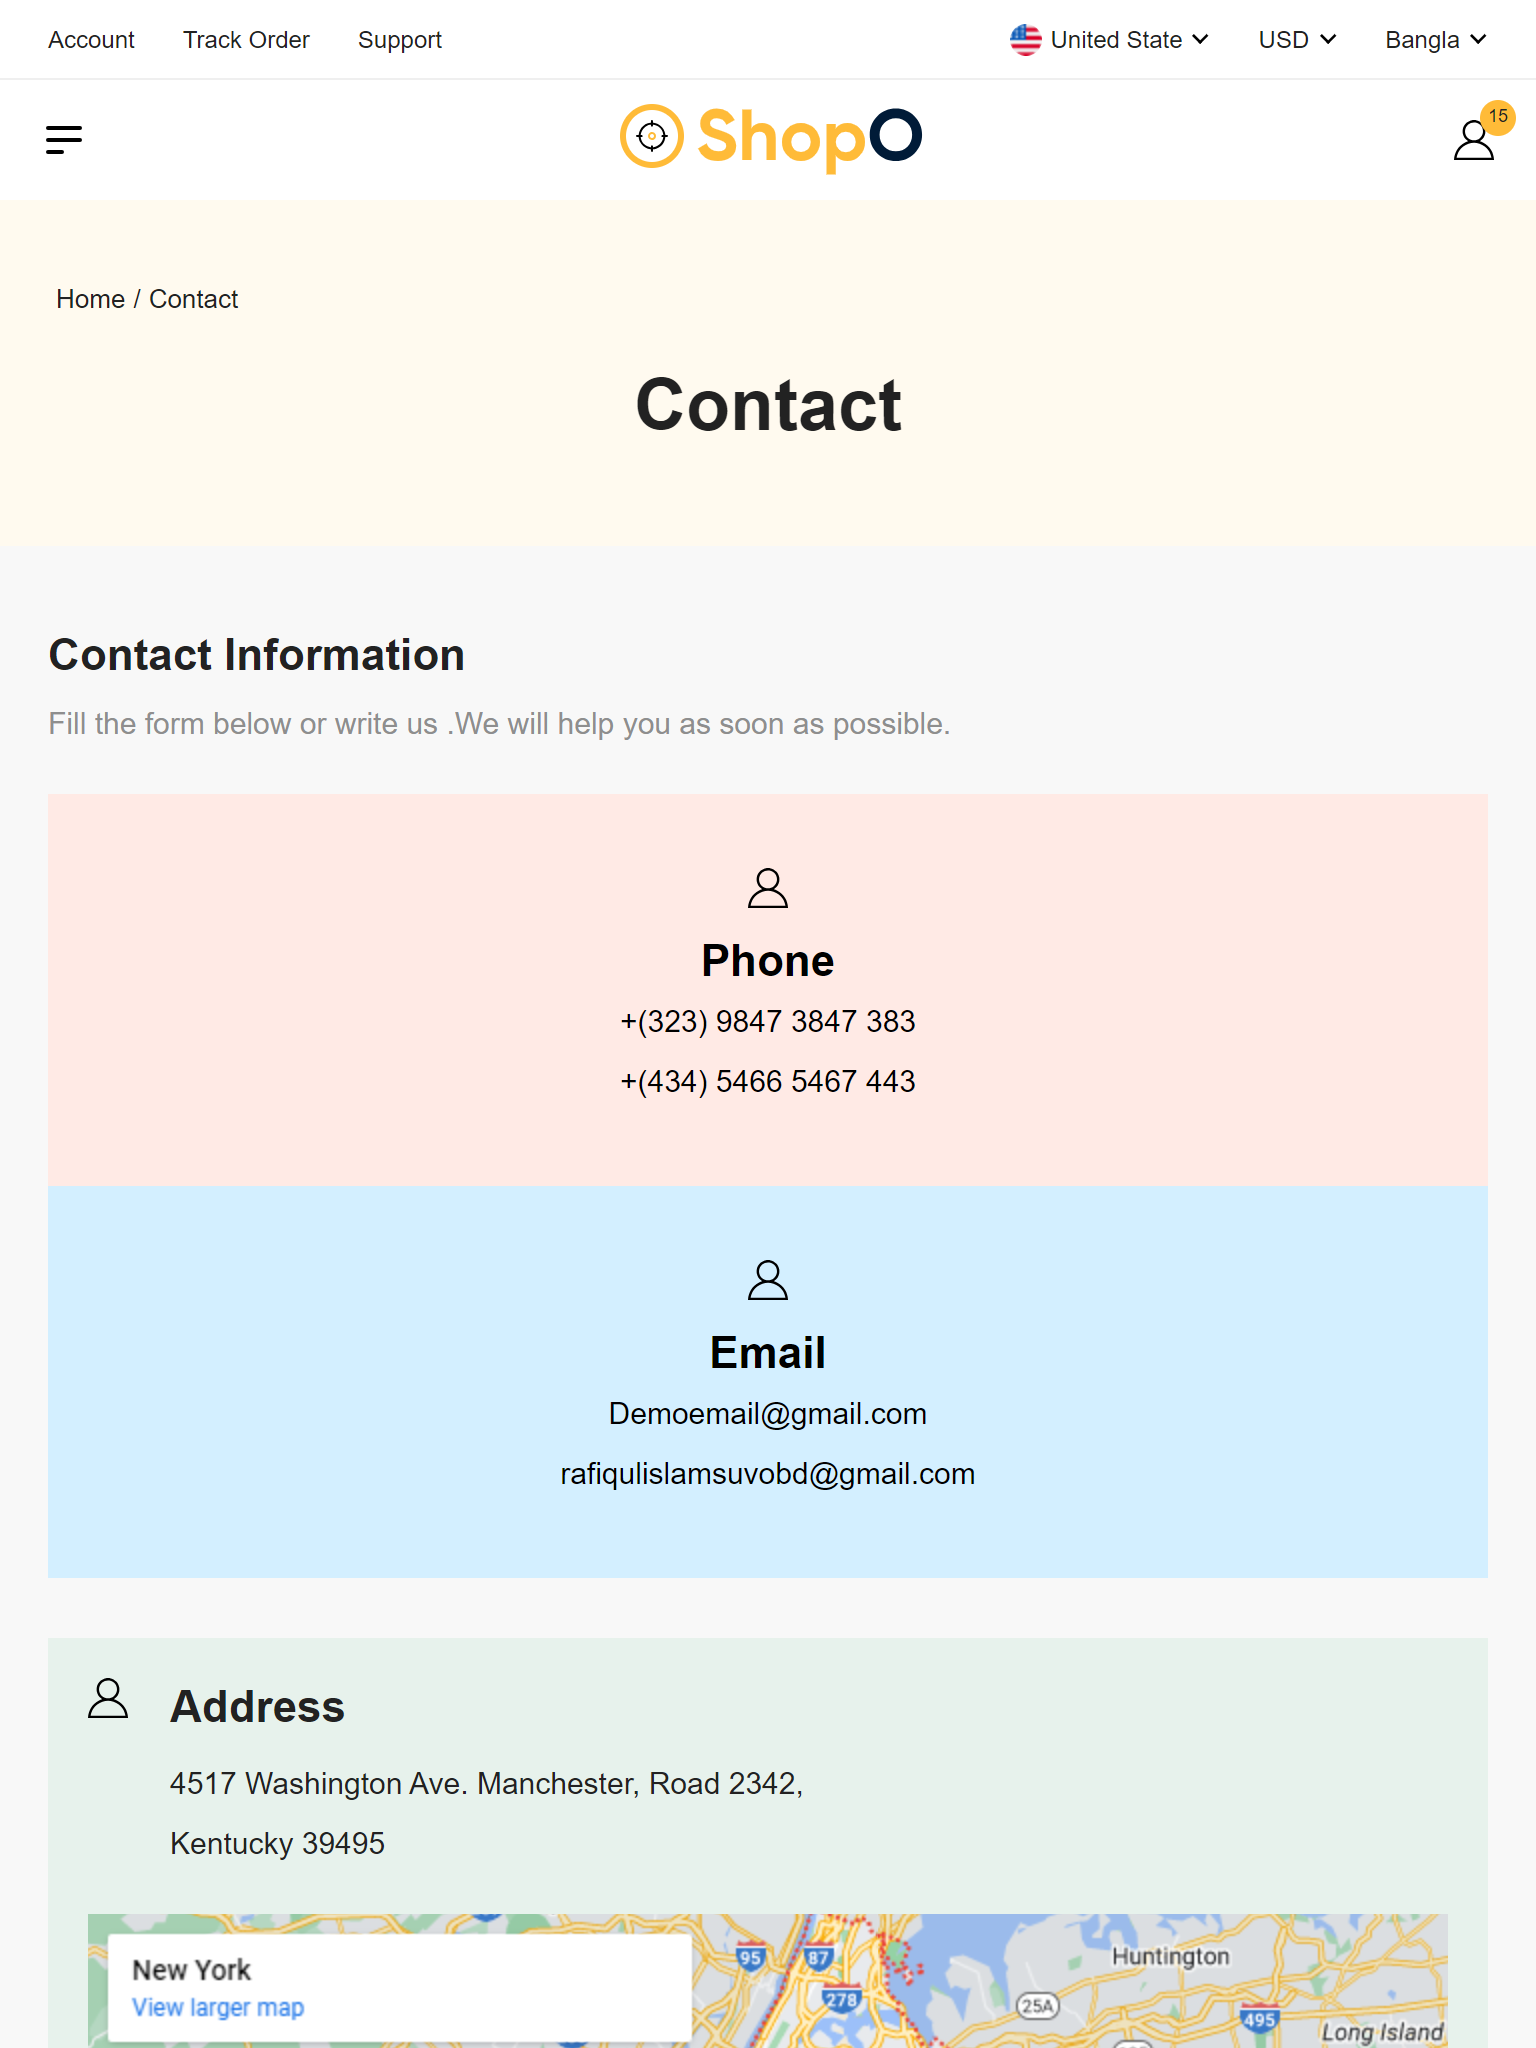 Account Track Order Support United State USD Bangla
ShopO 15
Home / Contact
Contact
Contact Information
Fill the form below or write us .We will help you as soon as possible.
Phone
+(323) 9847 3847 383
+(434) 5466 5467 443
Email
Demoemail@gmail.com
rafiqulislamsuvobd@gmail.com
Address
4517 Washington Ave. Manchester, Road 2342,
Kentucky 39495
New York
View larger map
95 87 Huntington
278 25A
495 Long Island